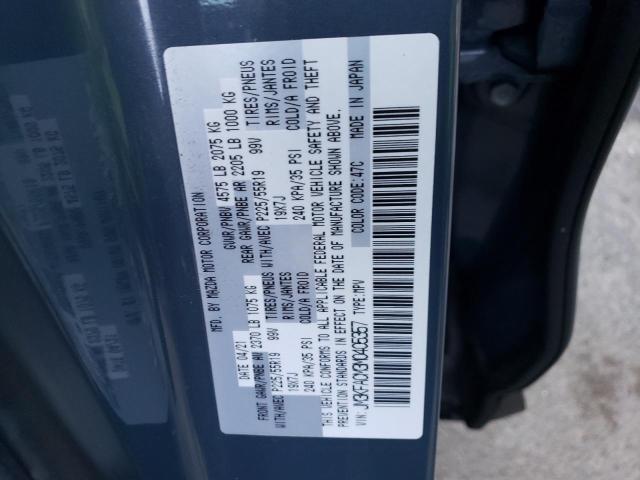 MFD. BY MAZDA MOTOR CORPORATION
DATE 04/21 GVWR/PNBV 4575 LB 2075 KG
FRONT GAWR/PNBE AV 2370 LB 1075 KG REAR GAWR/PNBE AR 2205 LB 1000 KG
WITH/AVEC P225/55R19 99V TIRES/PNEUS WITH/AVEC P225/55R19 99V TIRES/PNEUS
19X7J RIMS/JANTES 19X7J RIMS/JANTES
240 KPA/35 PSI COLD/A FROID 240 KPA/35 PSI COLD/A FROID
THIS VEHICLE CONFORMS TO ALL APPLICABLE FEDERAL MOTOR VEHICLE SAFETY AND THEFT
PREVENTION STANDARDS IN EFFECT ON THE DATE OF MANUFACTURE SHOWN ABOVE.
VIN: TYPE:MPV COLOR CODE:47C MADE IN JAPAN